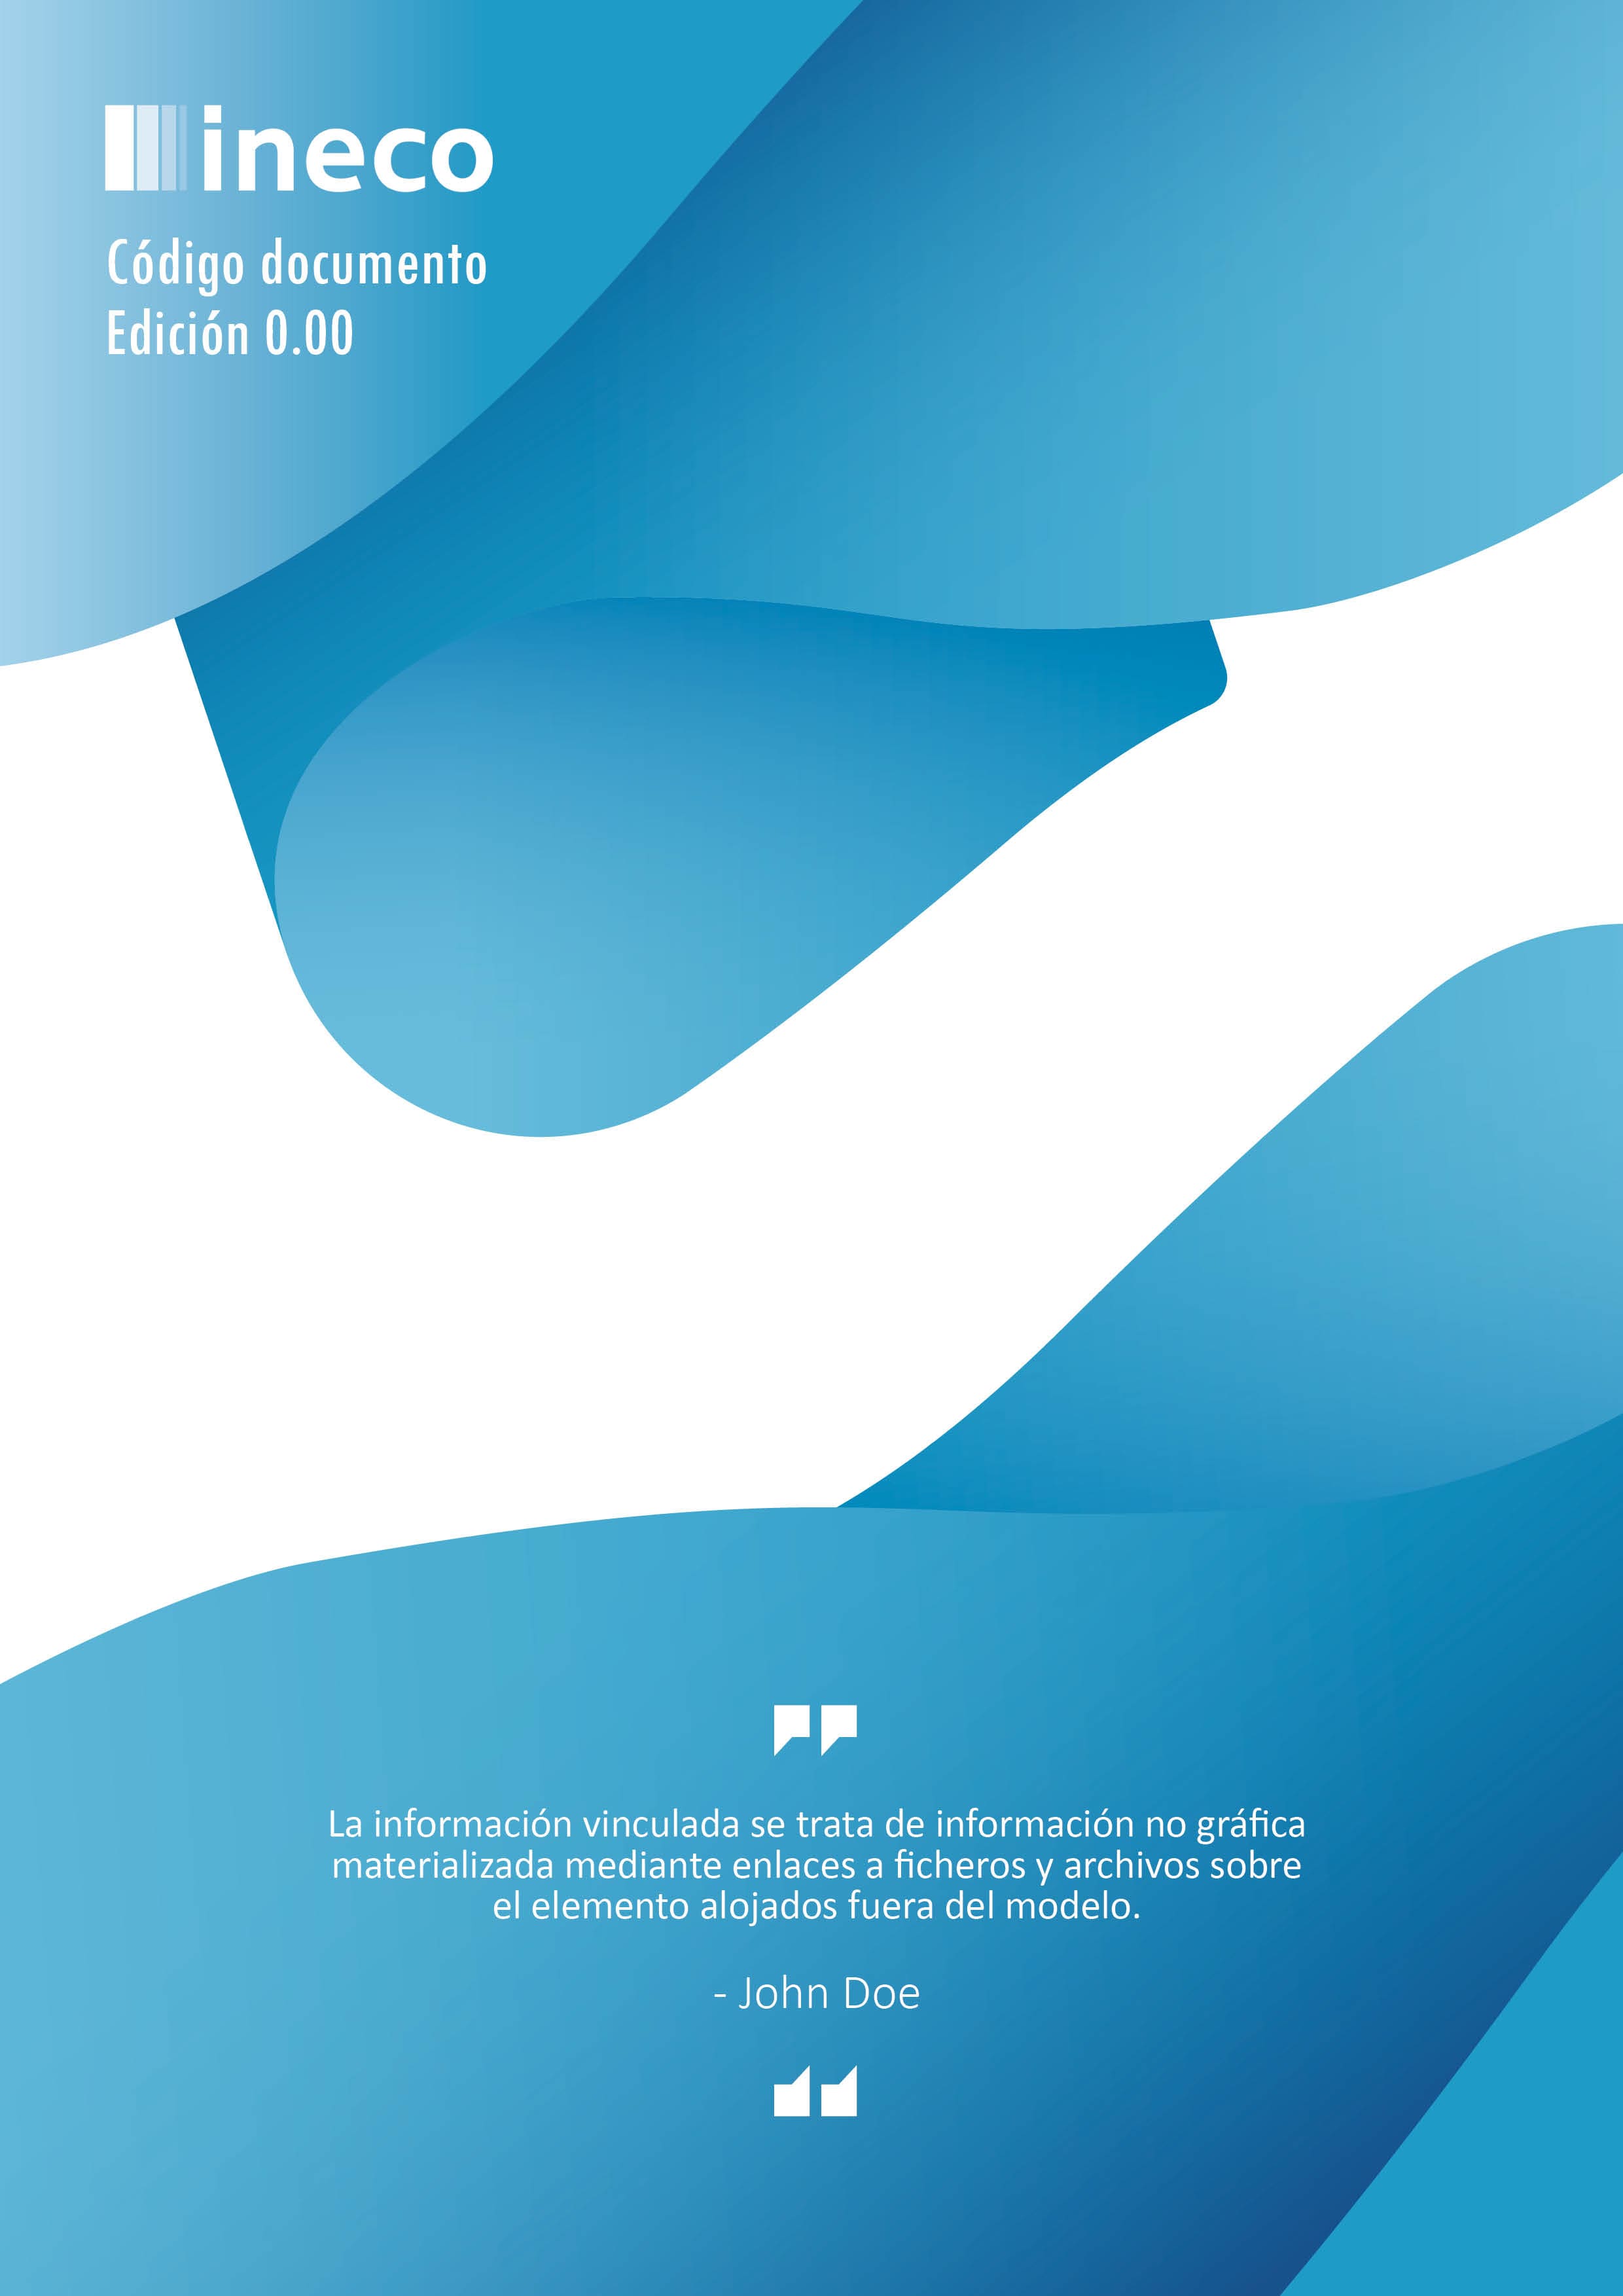 ineco
Código documento
Edición 0.00
La información vinculada se trata de información no gráfica
materializada mediante enlaces a ficheros y archivos sobre
el elemento alojados fuera del modelo.
- John Doe